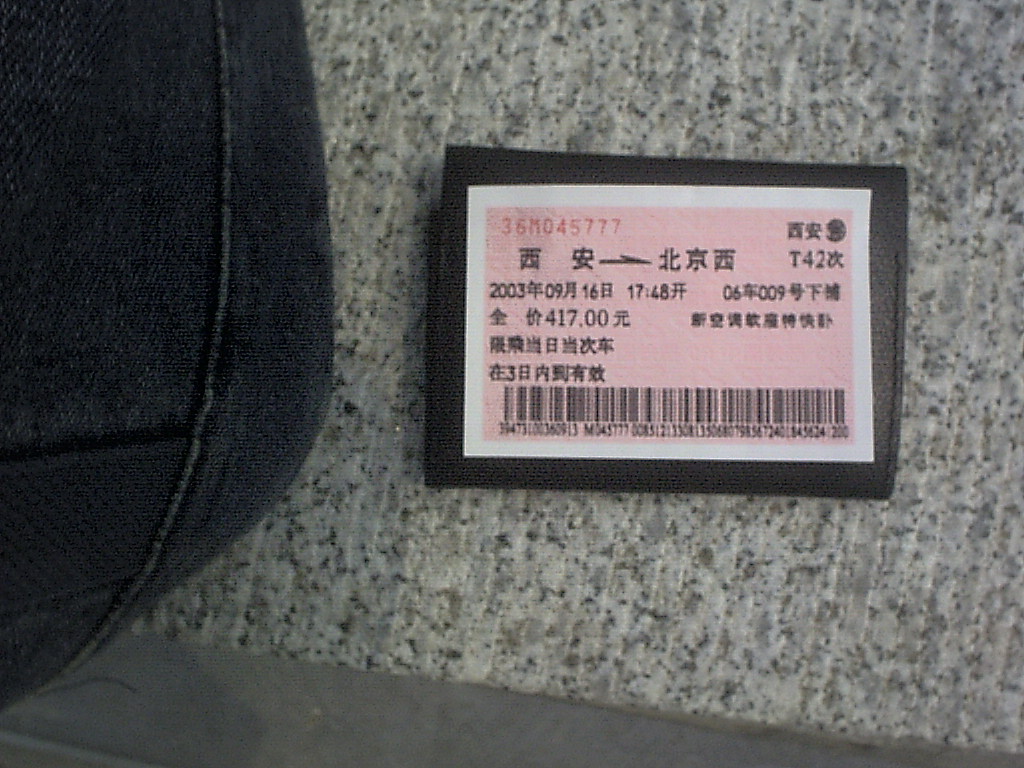 36M045777 西安售
西 安 → 北京西 T42次
2003年09月16日 17:48开 06车009号下铺
全 价417.00元 新空调软座特快卧
限乘当日当次车
在3日内到有效